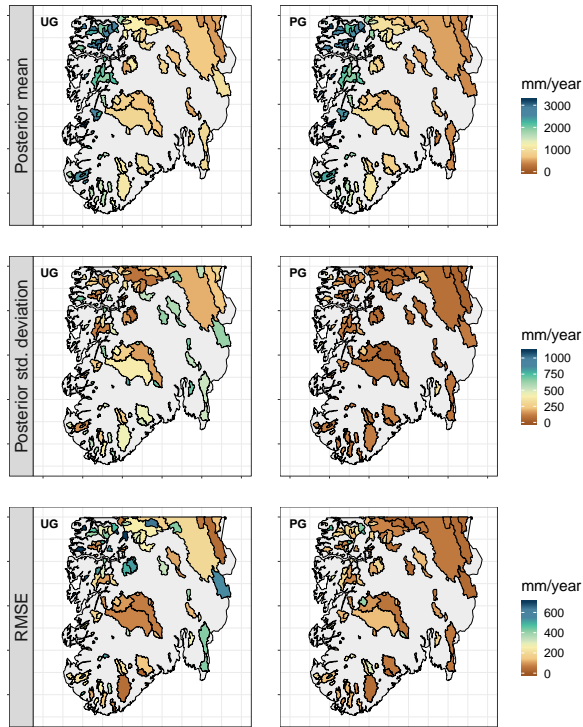 Posterior mean
UG
PG
mm/year
3000
2000
1000
0
Posterior std. deviation
UG
PG
mm/year
1000
750
500
250
0
RMSE
UG
PG
mm/year
600
400
200
0